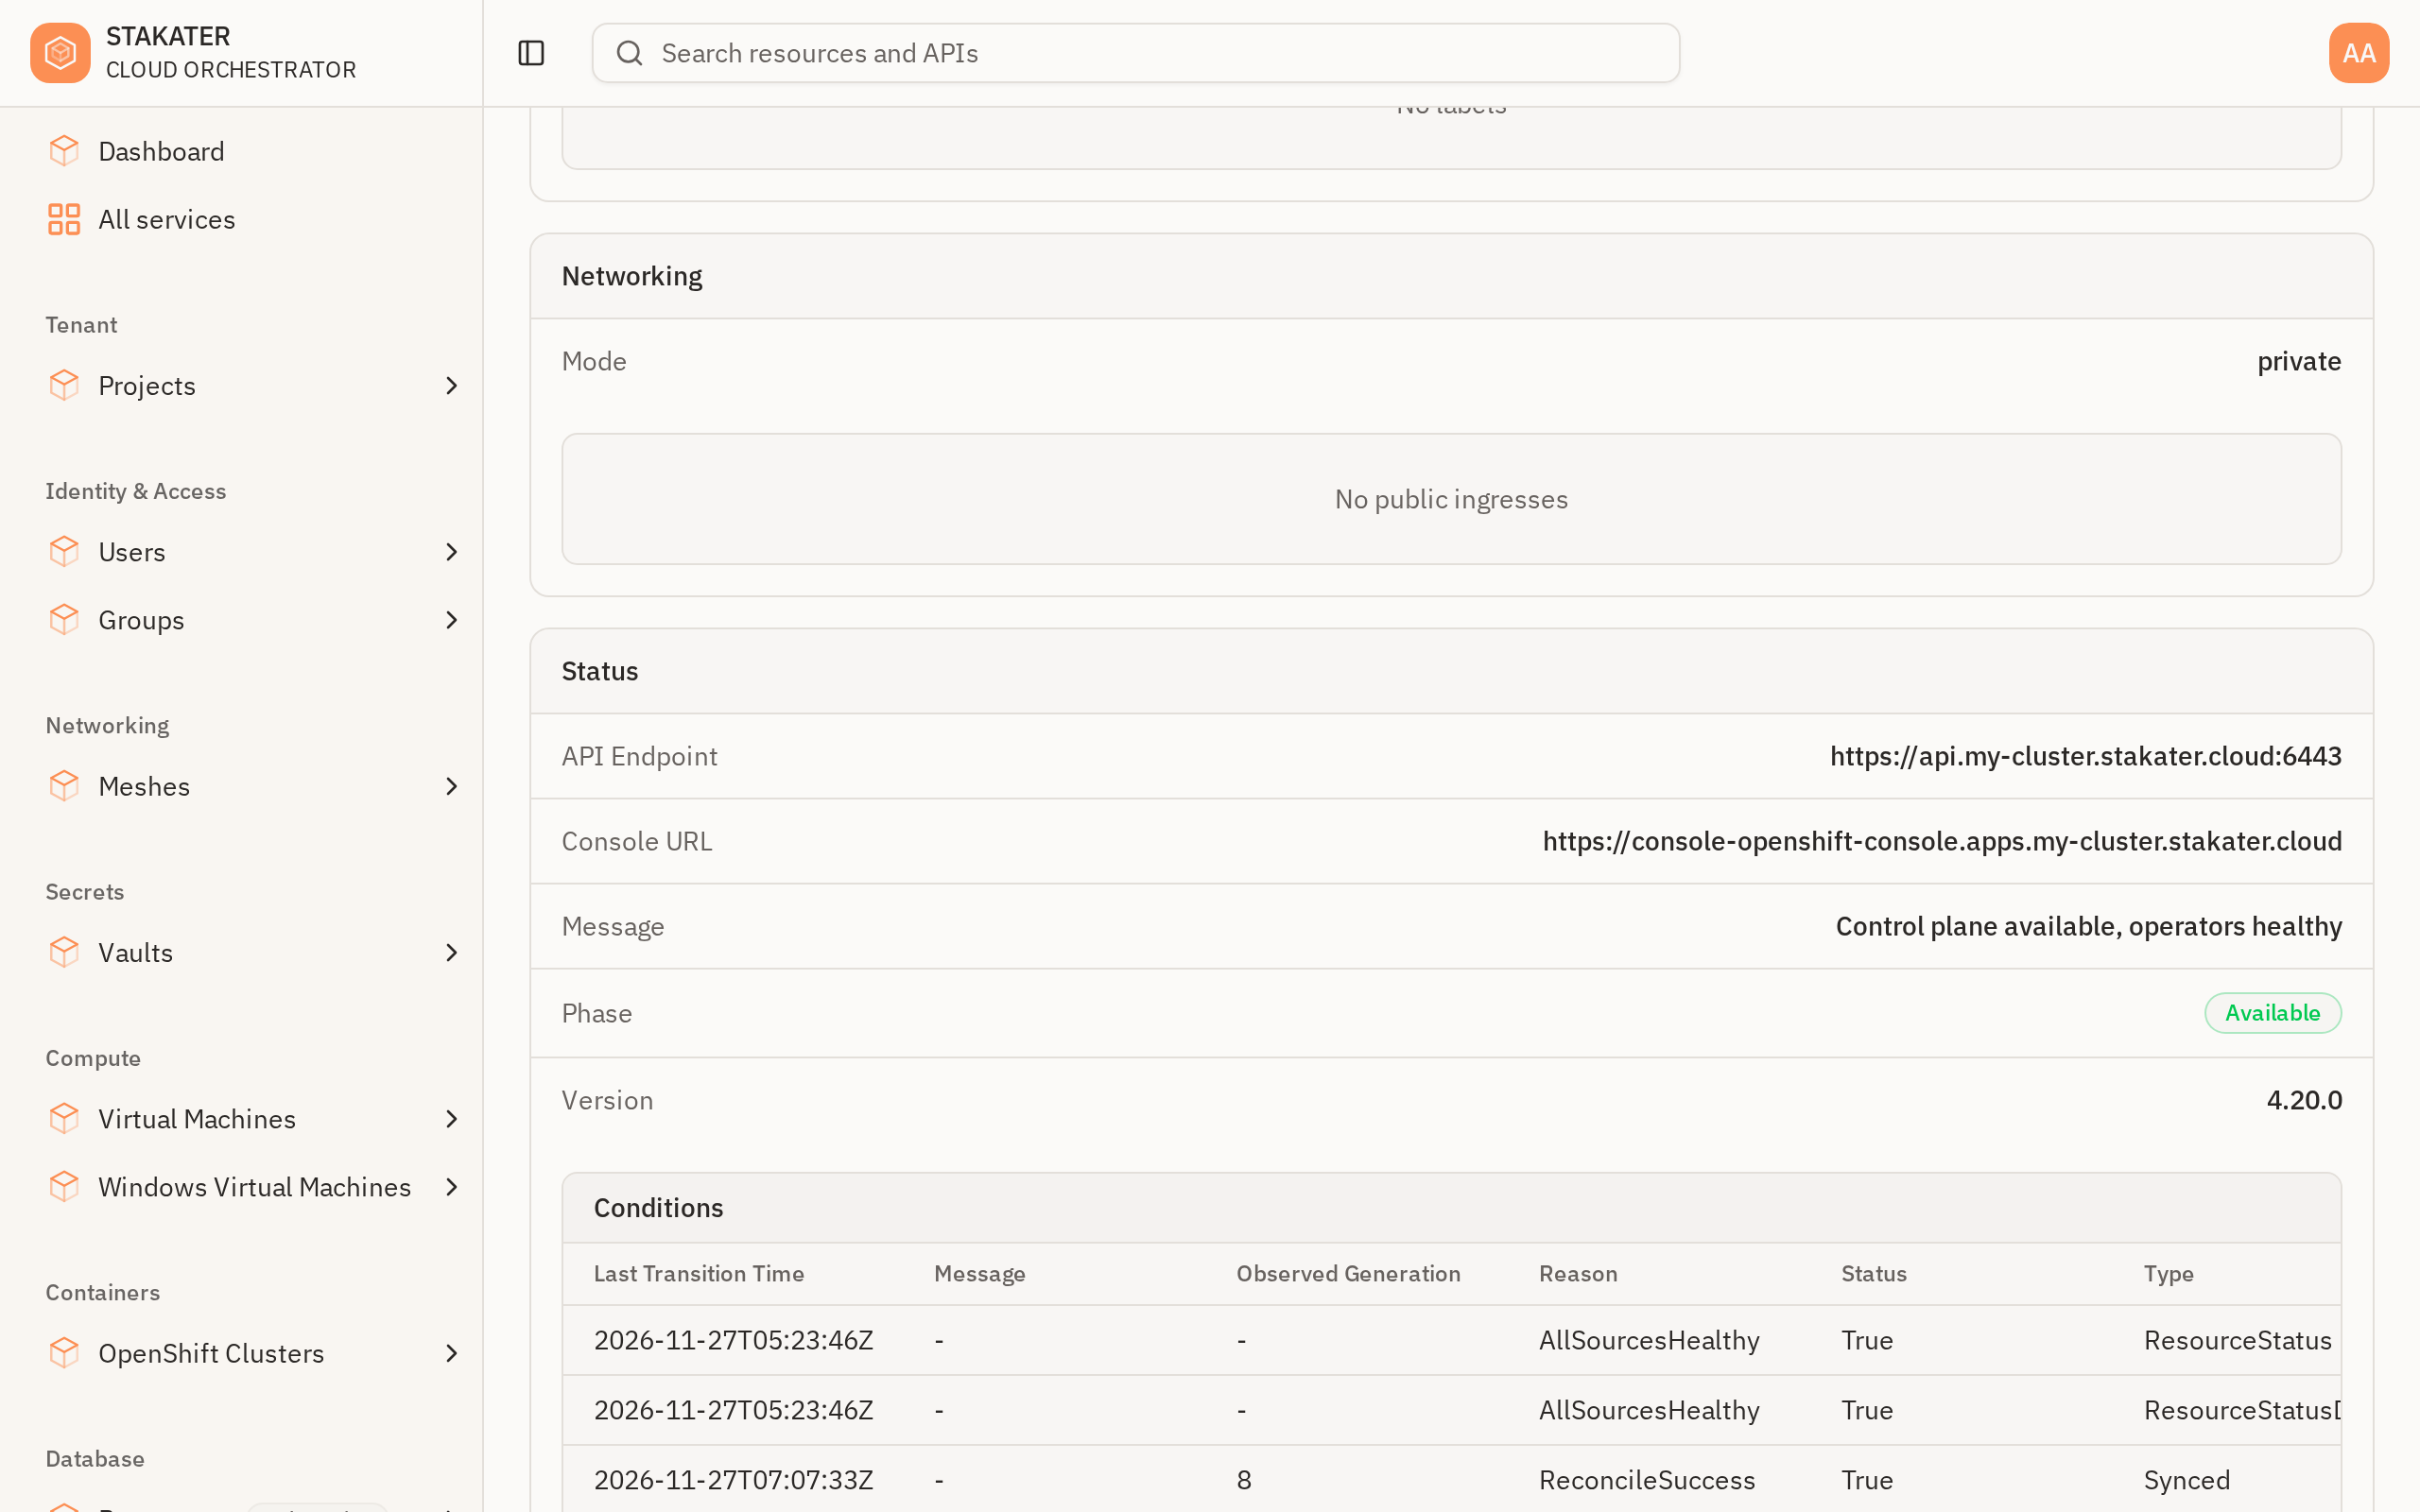 STAKATER
CLOUD ORCHESTRATOR
Search resources and APIs
AA
Dashboard
All services
Tenant
Projects
Identity & Access
Users
Groups
Networking
Meshes
Secrets
Vaults
Compute
Virtual Machines
Windows Virtual Machines
Containers
OpenShift Clusters
Database
No labels
Networking
Mode private
No public ingresses
Status
API Endpoint https://api.my-cluster.stakater.cloud:6443
Console URL https://console-openshift-console.apps.my-cluster.stakater.cloud
Message Control plane available, operators healthy
Phase Available
Version 4.20.0
Conditions
Last Transition Time Message Observed Generation Reason Status Type
2026-11-27T05:23:46Z - - AllSourcesHealthy True ResourceStatus
2026-11-27T05:23:46Z - - AllSourcesHealthy True ResourceStatus
2026-11-27T07:07:33Z - 8 ReconcileSuccess True Synced